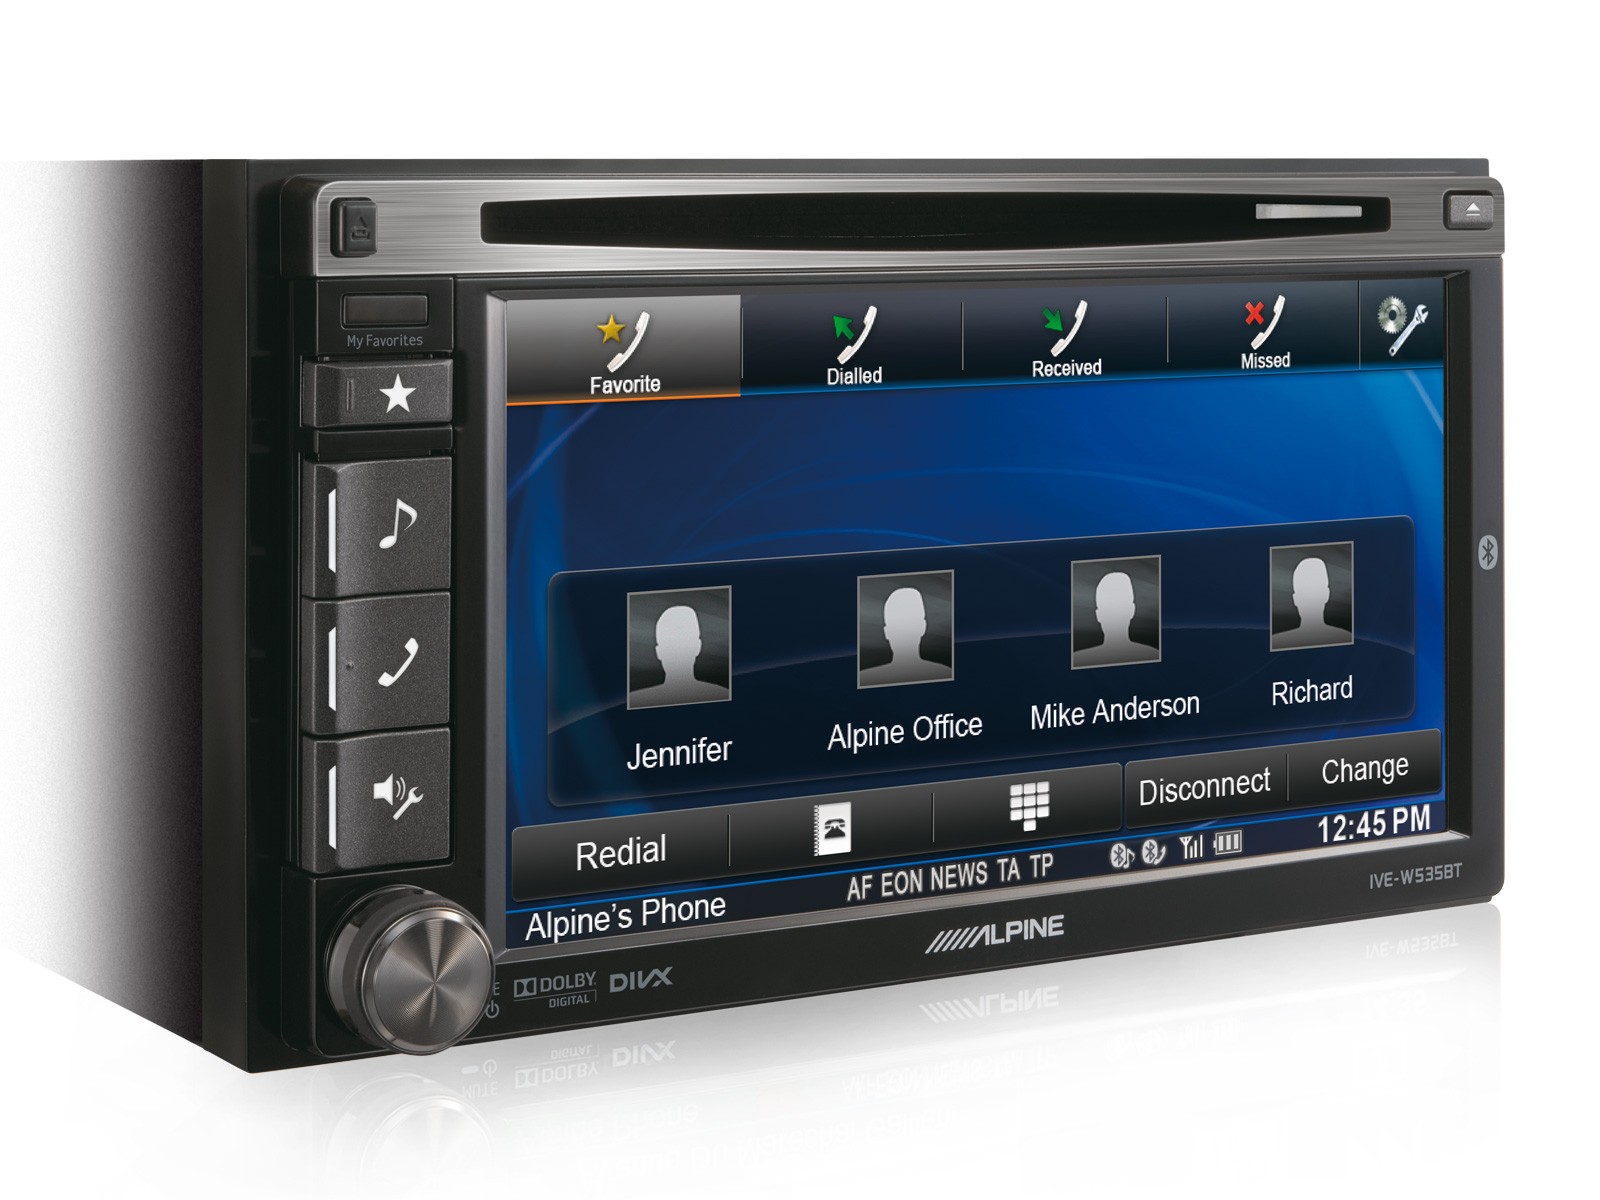 My Favorites
Favorite
Dialled
Received
Missed
Jennifer
Alpine Office
Mike Anderson
Richard
Redial
Disconnect
Change
Alpine's Phone
AF EON NEWS TA TP
12:45 PM
IVE-W535BT
ALPINE
DOLBY
DIGITAL
DIVX